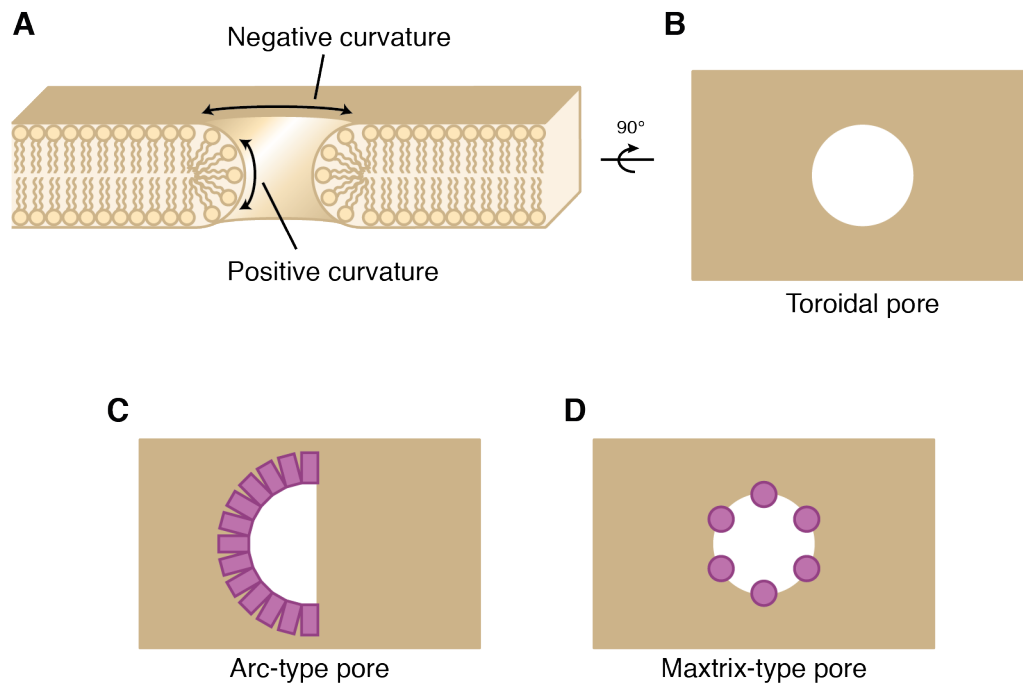 A
Negative curvature
Positive curvature
90°
B
Toroidal pore
C
Arc-type pore
D
Maxtrix-type pore